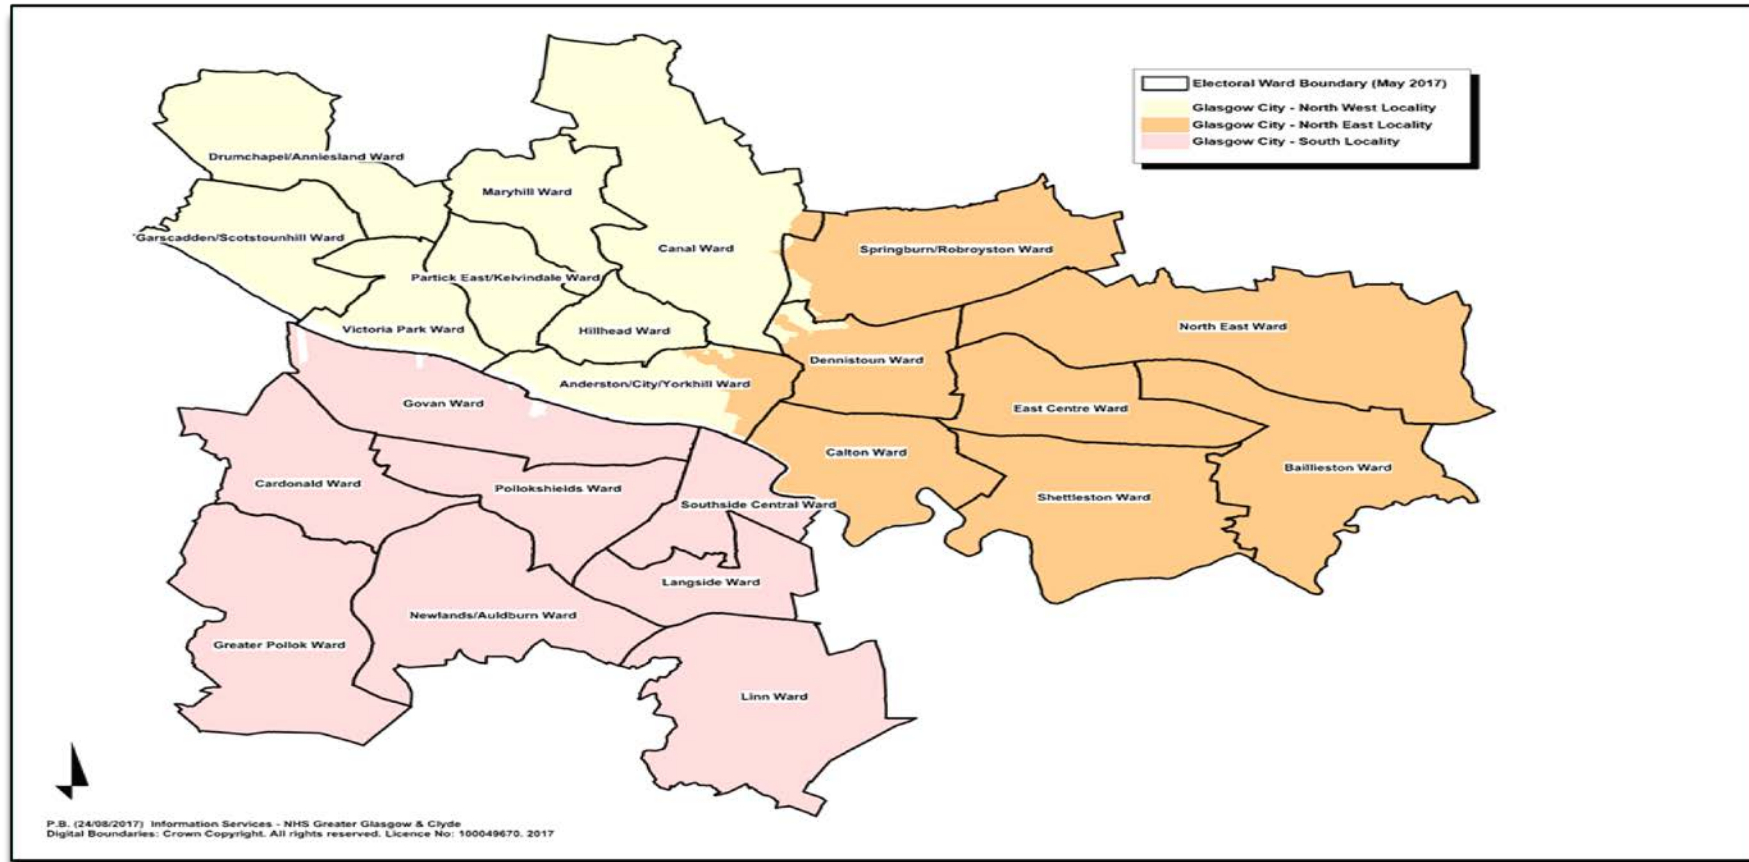 Electoral Ward Boundary (May 2017)
Glasgow City - North West Locality
Glasgow City - North East Locality
Glasgow City - South Locality
Drumchapel/Anniesland Ward
Maryhill Ward
Garscadden/Scotstounhill Ward
Canal Ward
Springburn/Robroyston Ward
Partick East/Kelvindale Ward
Victoria Park Ward
Hillhead Ward
North East Ward
Dennistoun Ward
Anderston/City/Yorkhill Ward
Govan Ward
East Centre Ward
Calton Ward
Baillieston Ward
Cardonald Ward
Pollokshields Ward
Shettleston Ward
Southside Central Ward
Langside Ward
Newlands/Auldburn Ward
Greater Pollok Ward
Linn Ward
P.B. (24/08/2017) Information Services - NHS Greater Glasgow & Clyde
Digital Boundaries: Crown Copyright. All rights reserved. Licence No: 100049670. 2017